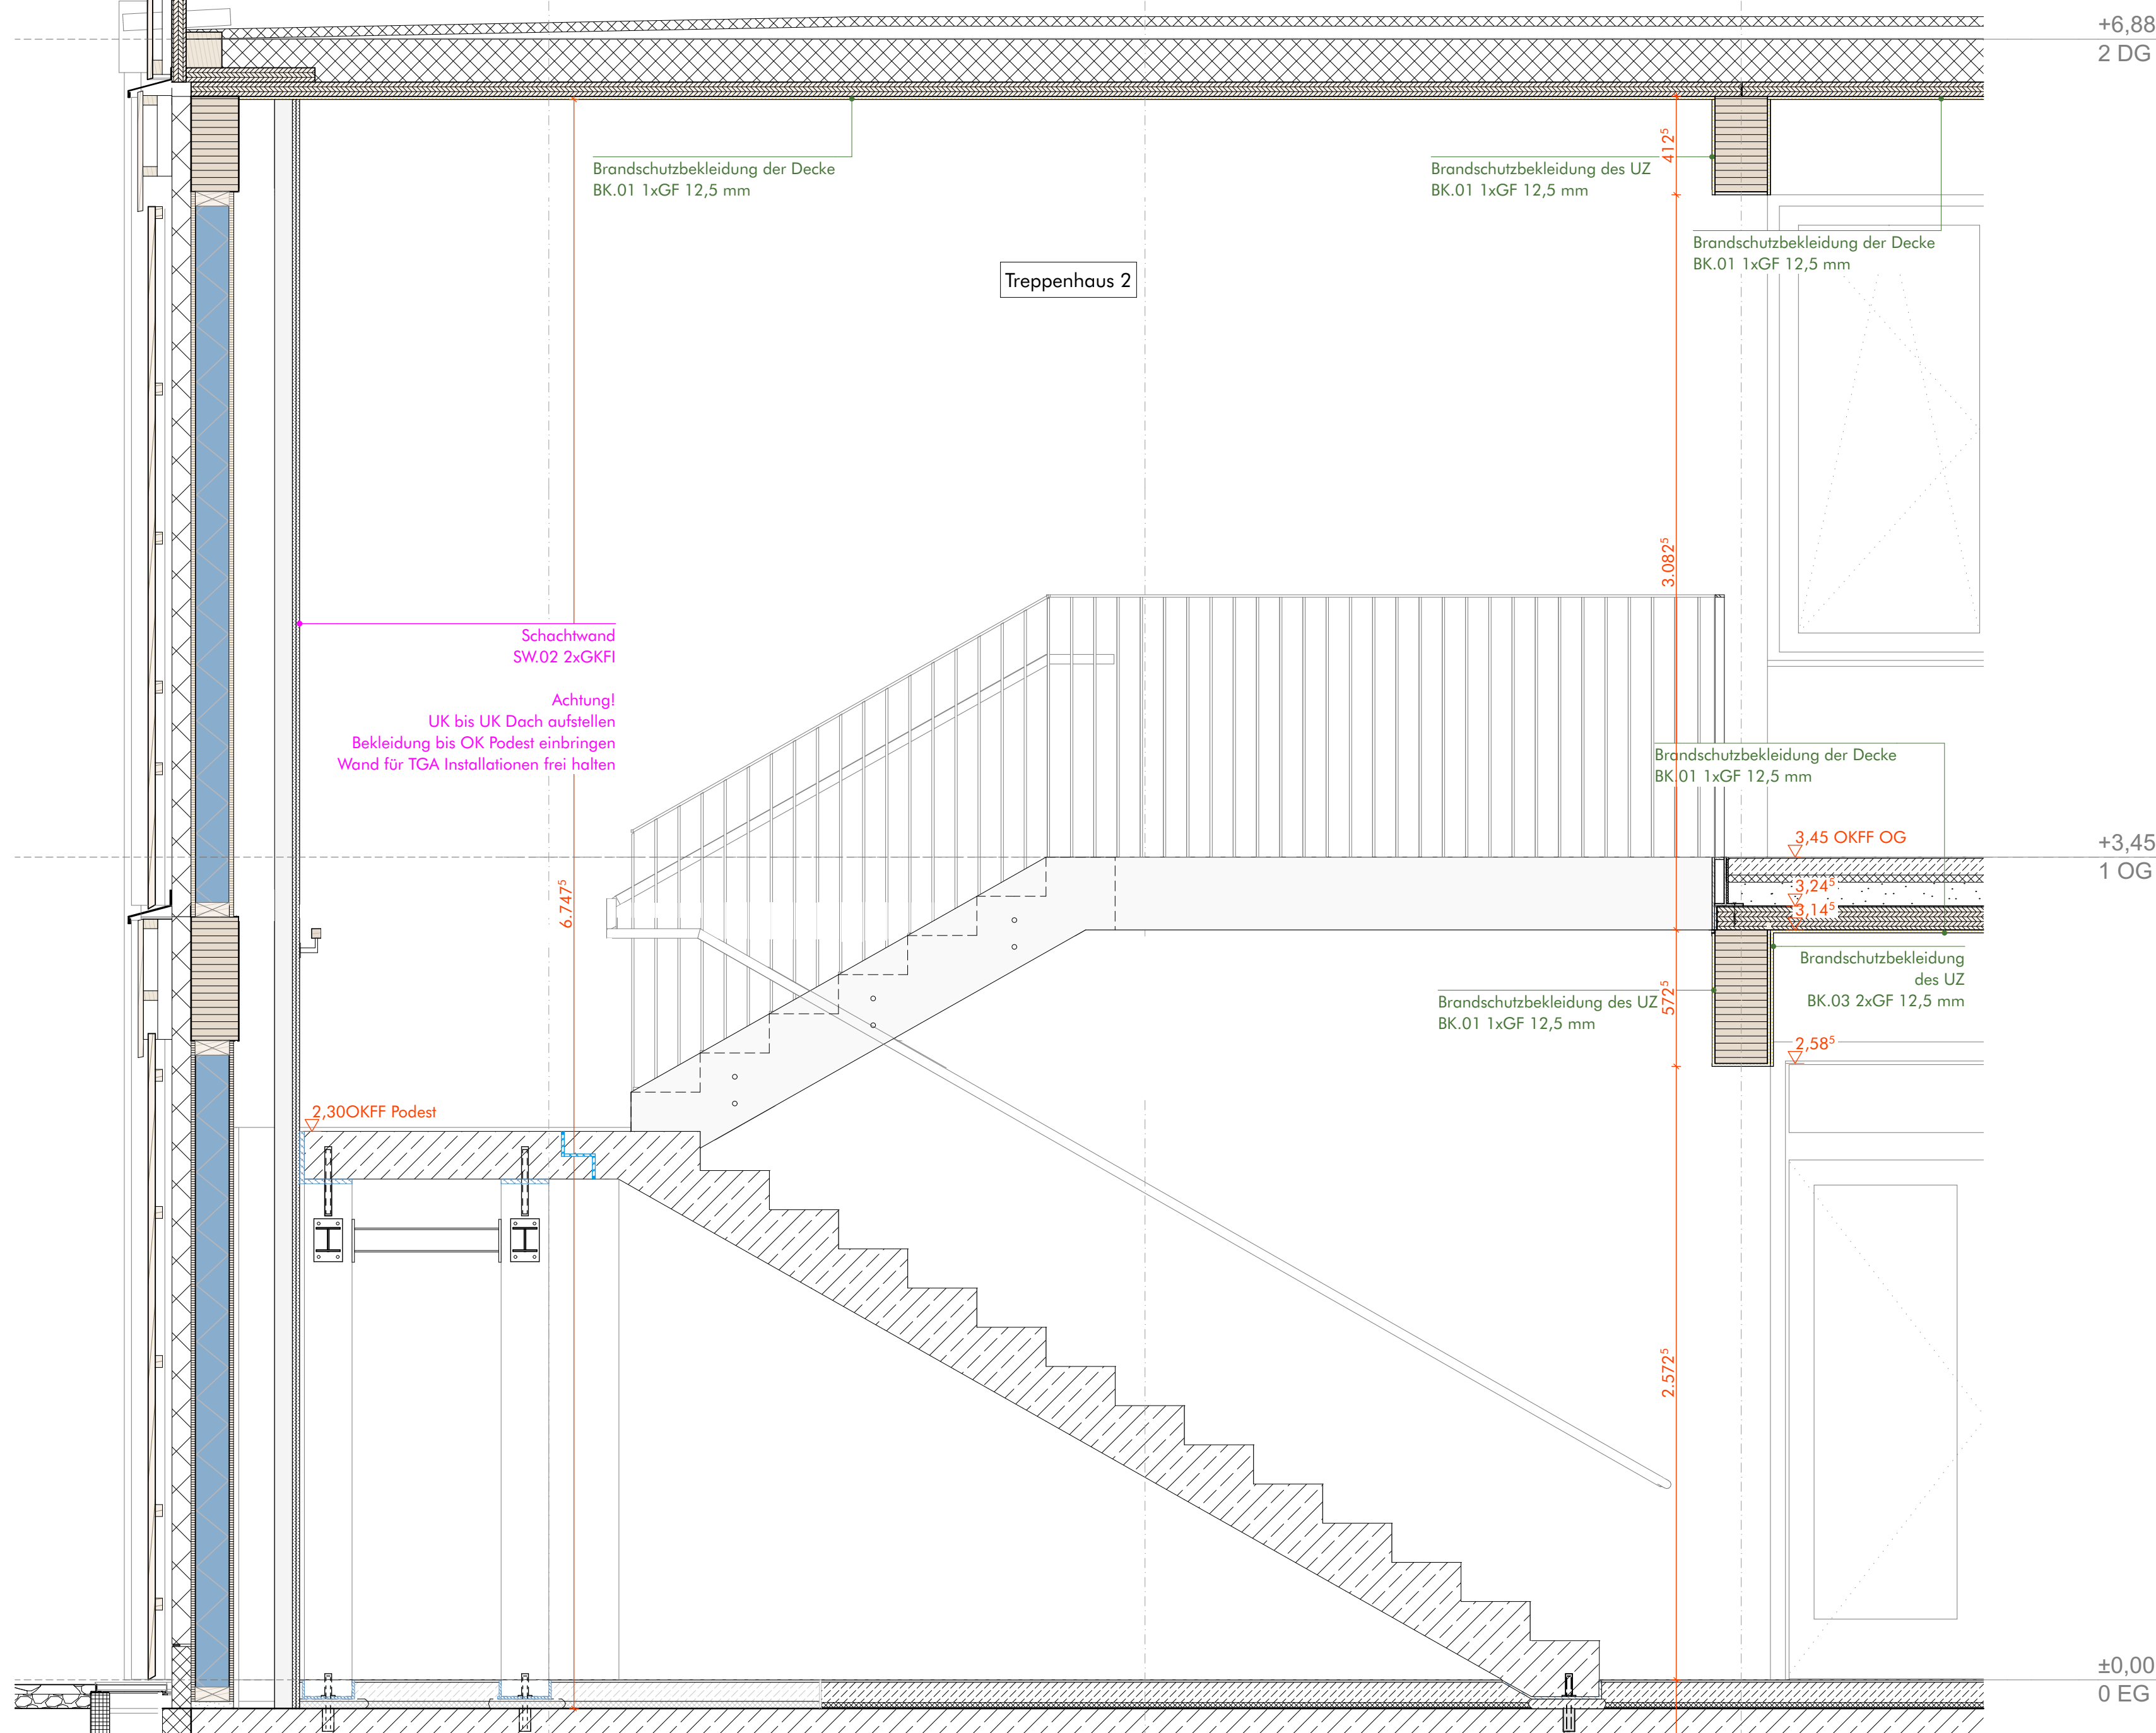 +6,88
2 DG
412⁵
Brandschutzbekleidung der Decke
BK.01 1xGF 12,5 mm
Brandschutzbekleidung des UZ
BK.01 1xGF 12,5 mm
Brandschutzbekleidung der Decke
BK.01 1xGF 12,5 mm
Treppenhaus 2
3.082⁵
Schachtwand
SW.02 2xGKFI
Achtung!
UK bis UK Dach aufstellen
Bekleidung bis OK Podest einbringen
Wand für TGA Installationen frei halten
Brandschutzbekleidung der Decke
BK.01 1xGF 12,5 mm
3,45 OKFF OG
+3,45
1 OG
6.747⁵
3,24⁵
3,14⁵
Brandschutzbekleidung
des UZ
BK.03 2xGF 12,5 mm
Brandschutzbekleidung des UZ
BK.01 1xGF 12,5 mm
572⁵
2,58⁵
2,30OKFF Podest
2.572⁵
±0,00
0 EG